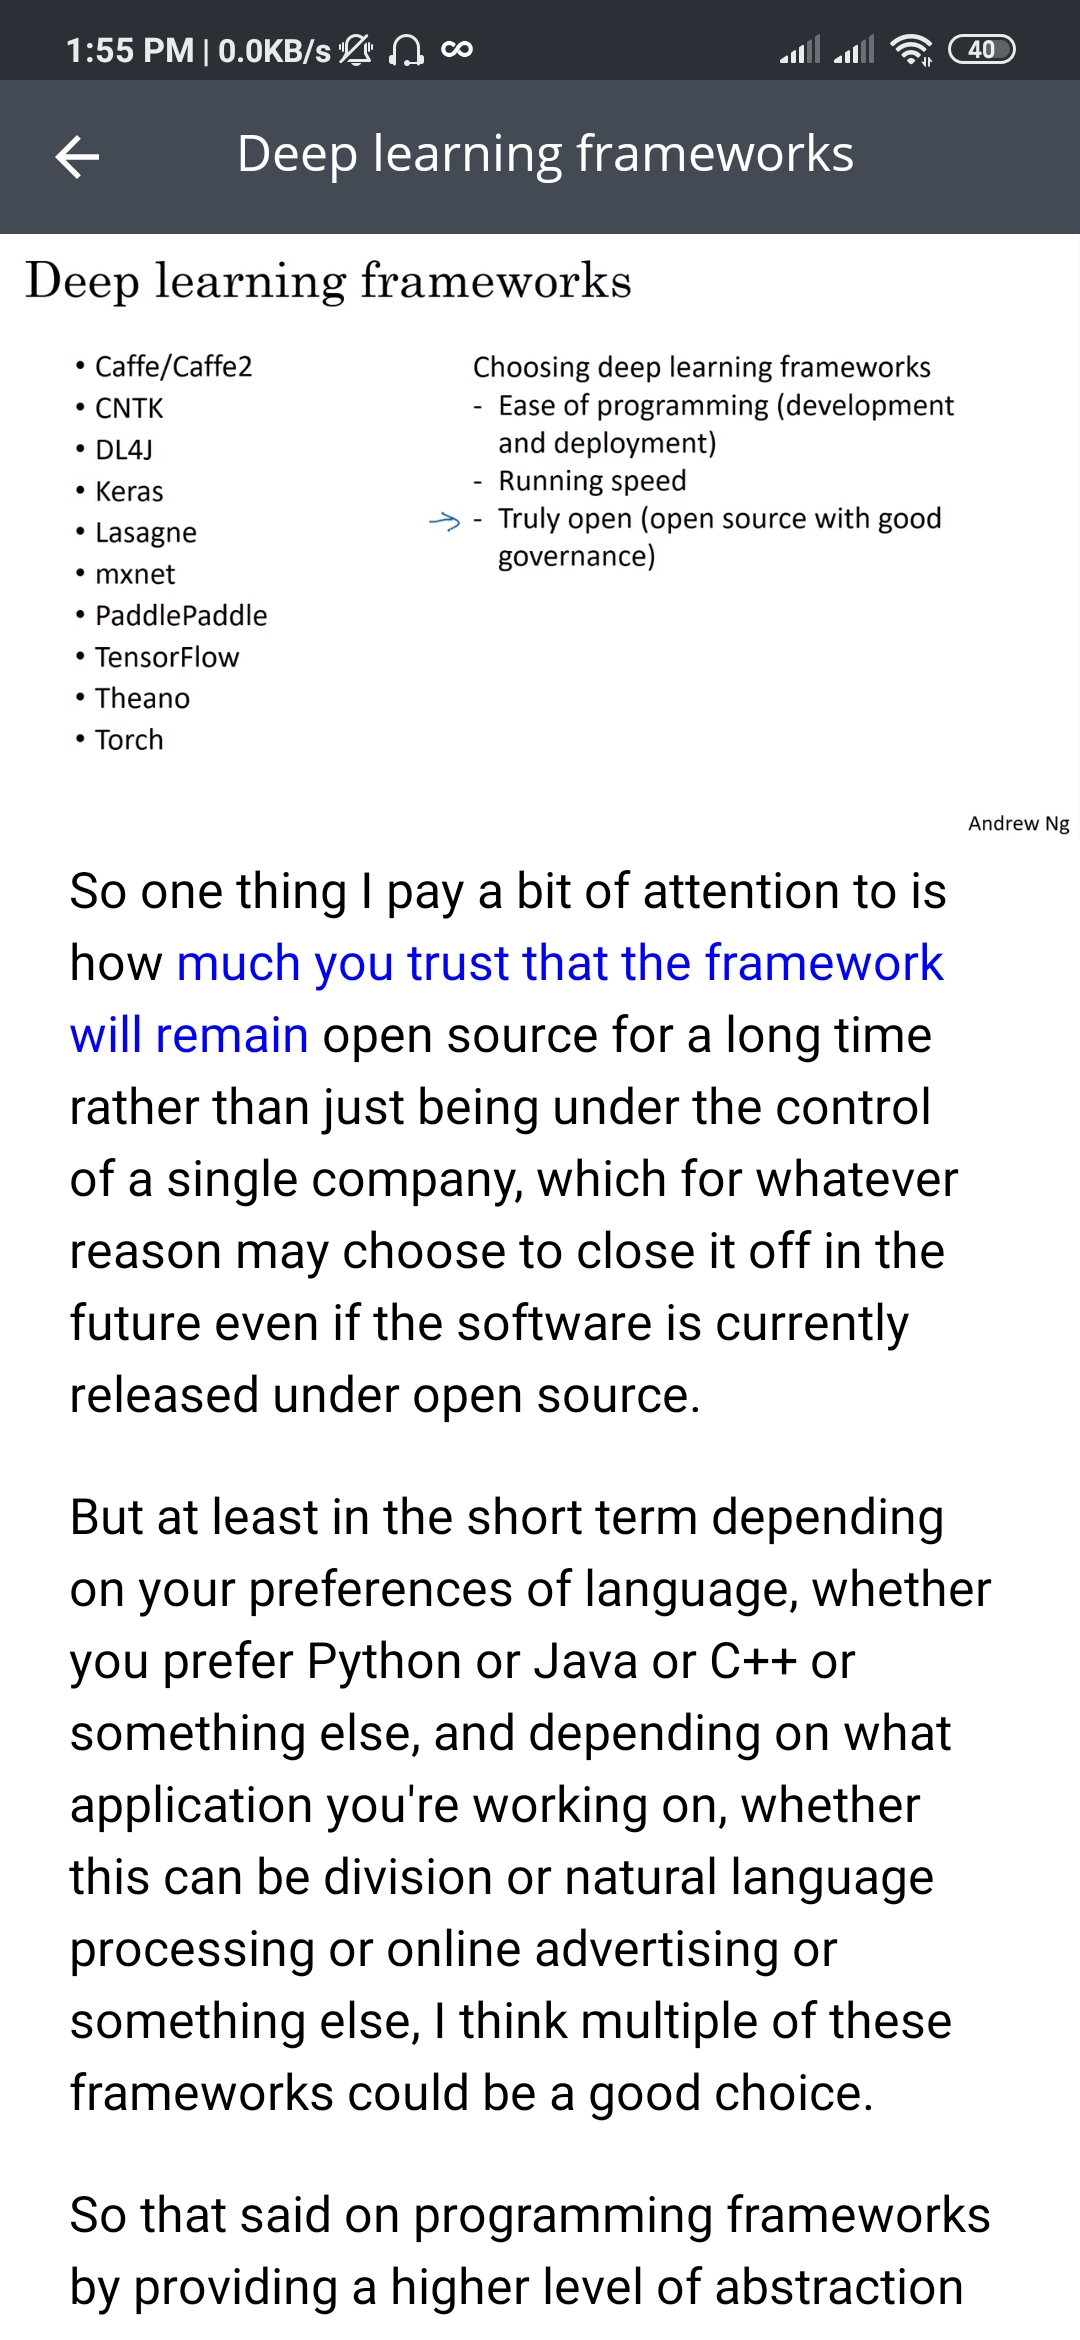 1:55 PM | 0.0KB/s
40
Deep learning frameworks
Deep learning frameworks
• Caffe/Caffe2
• CNTK
• DL4J
• Keras
• Lasagne
• mxnet
• PaddlePaddle
• TensorFlow
• Theano
• Torch
Choosing deep learning frameworks
- Ease of programming (development
and deployment)
- Running speed
→ - Truly open (open source with good
governance)
Andrew Ng
So one thing I pay a bit of attention to is
how much you trust that the framework
will remain open source for a long time
rather than just being under the control
of a single company, which for whatever
reason may choose to close it off in the
future even if the software is currently
released under open source.
But at least in the short term depending
on your preferences of language, whether
you prefer Python or Java or C++ or
something else, and depending on what
application you're working on, whether
this can be division or natural language
processing or online advertising or
something else, I think multiple of these
frameworks could be a good choice.
So that said on programming frameworks
by providing a higher level of abstraction